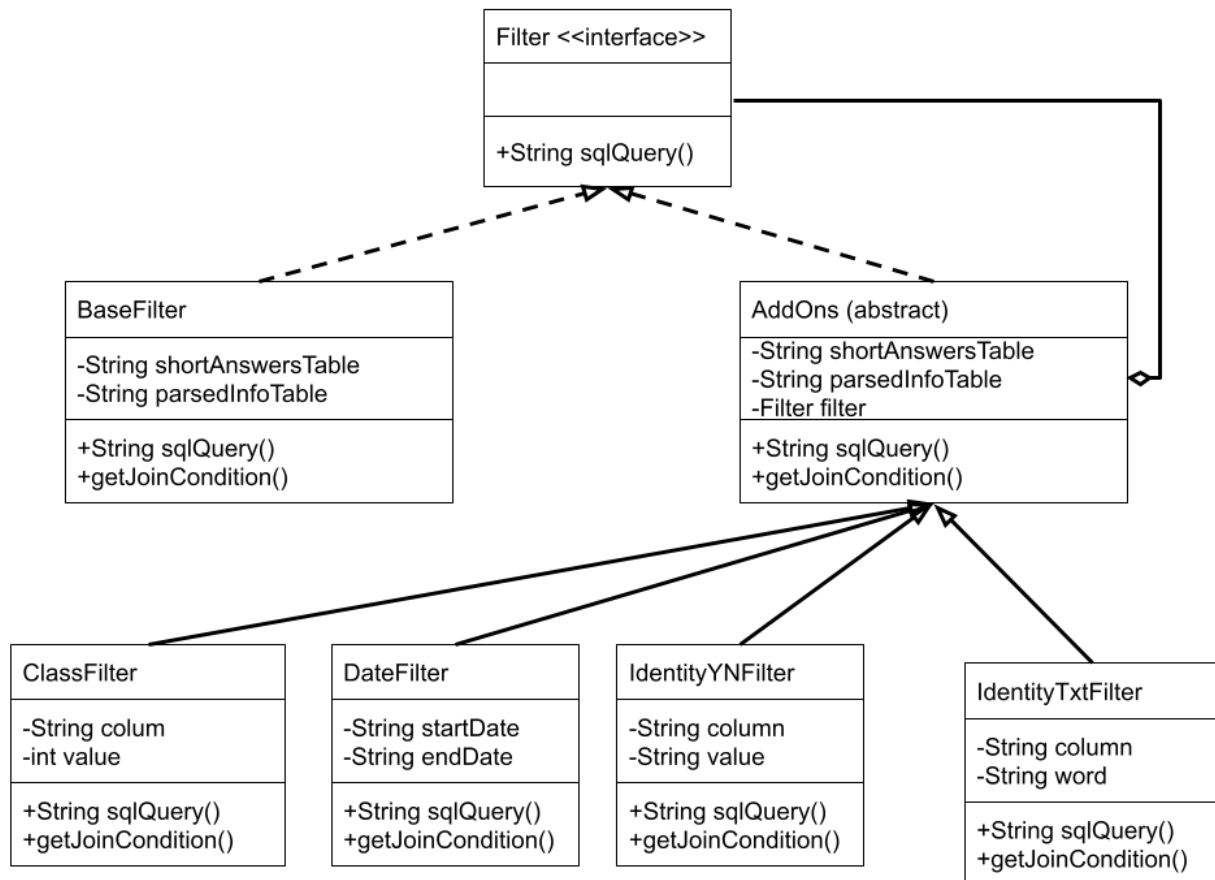 Filter <<interface>>
+String sqlQuery()
BaseFilter
-String shortAnswersTable
-String parsedInfoTable
+String sqlQuery()
+getJoinCondition()
AddOns (abstract)
-String shortAnswersTable
-String parsedInfoTable
-Filter filter
+String sqlQuery()
+getJoinCondition()
ClassFilter
-String colum
-int value
+String sqlQuery()
+getJoinCondition()
DateFilter
-String startDate
-String endDate
+String sqlQuery()
+getJoinCondition()
IdentityYNFilter
-String column
-String value
+String sqlQuery()
+getJoinCondition()
IdentityTxtFilter
-String column
-String word
+String sqlQuery()
+getJoinCondition()